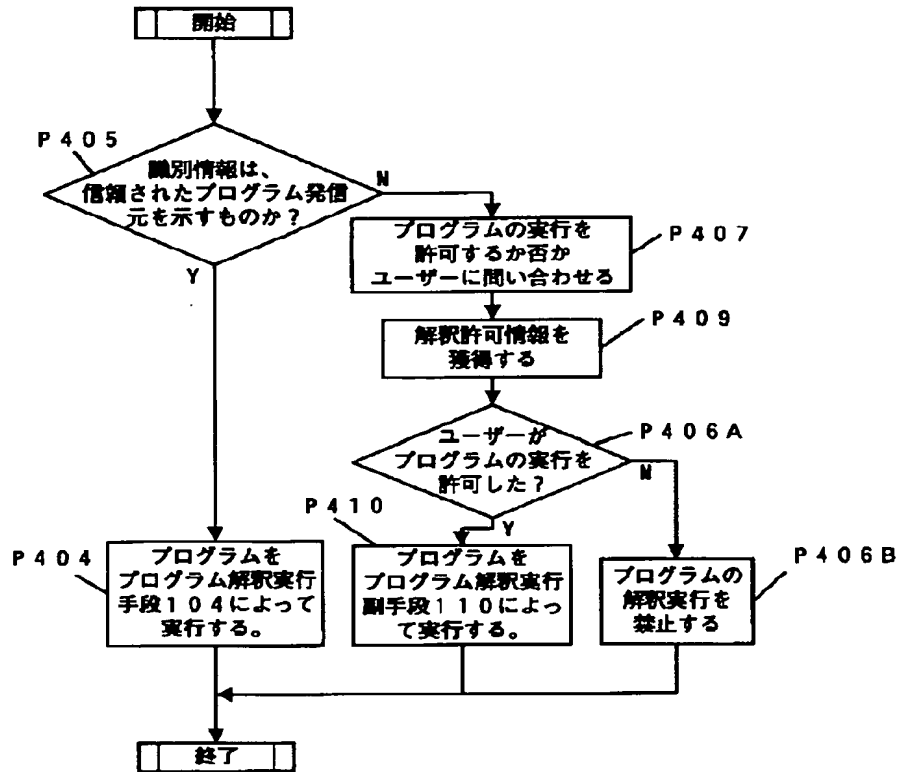 開始
P405
識別情報は、
信頼されたプログラム発信
元を示すものか?
N
Y
プログラムの実行を
許可するか否か
ユーザーに問い合わせる
P407
解釈許可情報を
獲得する
P409
ユーザーが
プログラムの実行を
許可した?
P406A
N
Y
P410
P404
プログラムを
プログラム解釈実行
手段104によって
実行する。
プログラムを
プログラム解釈実行
副手段110によっ
て実行する。
プログラムの
解釈実行を
禁止する
P406B
終了